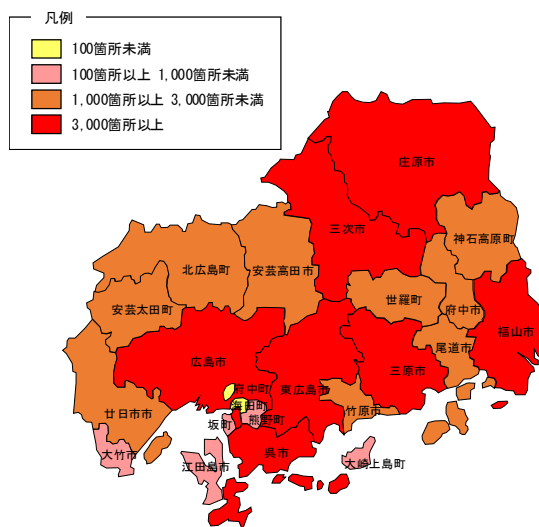 凡例
100箇所未満
100箇所以上 1,000箇所未満
1,000箇所以上 3,000箇所未満
3,000箇所以上
庄原市
三次市
神石高原町
北広島町
安芸高田市
世羅町
安芸太田町
府中市
福山市
尾道市
広島市
三原市
府中町
東広島市
海田町
竹原市
廿日市市
熊野町
坂町
呉市
大竹市
江田島市
大崎上島町